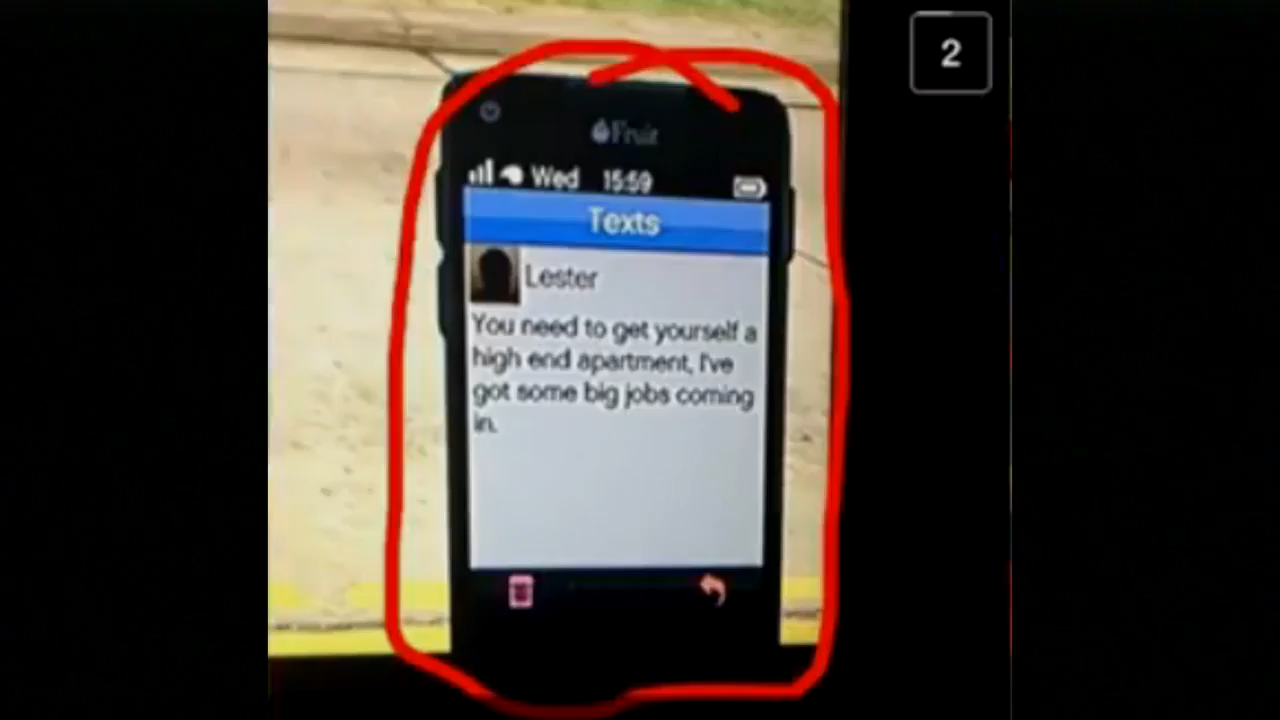 2
Fruit
Wed 15:59
Texts
Lester
You need to get yourself a
high end apartment, I've
got some big jobs coming
in.